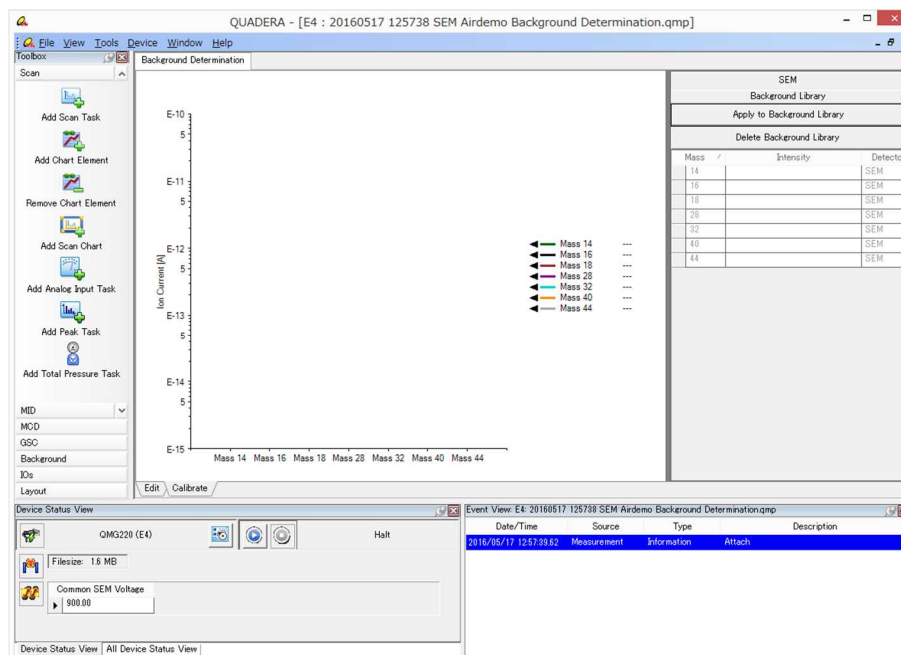 QUADERA - [E4 : 20160517 125738 SEM Airdemo Background Determination.qmp]
File View Tools Device Window Help
Toolbox
Scan
Add Scan Task
Add Chart Element
Remove Chart Element
Add Scan Chart
Add Analog Input Task
Add Peak Task
Add Total Pressure Task
MID
MCD
GSC
Background
IOs
Layout
Background Determination
Ion Current [A]
E-10
5
E-11
5
E-12
5
E-13
5
E-14
5
E-15
Mass 14 Mass 16 Mass 18 Mass 28 Mass 32 Mass 40 Mass 44
Mass 14 ---
Mass 16 ---
Mass 18 ---
Mass 28 ---
Mass 32 ---
Mass 40 ---
Mass 44 ---
Edit Calibrate
SEM
Background Library
Apply to Background Library
Delete Background Library
Mass Intensity Detecto
14 SEM
16 SEM
18 SEM
28 SEM
32 SEM
40 SEM
44 SEM
Device Status View
QMG220 (E4) Halt
Filesize: 1.6 MB
Common SEM Voltage
900.00
Device Status View All Device Status View
Event View: E4: 20160517 125738 SEM Airdemo Background Determination.qmp
Date/Time Source Type Description
2016/05/17 12:57:39.62 Measurement Information Attach